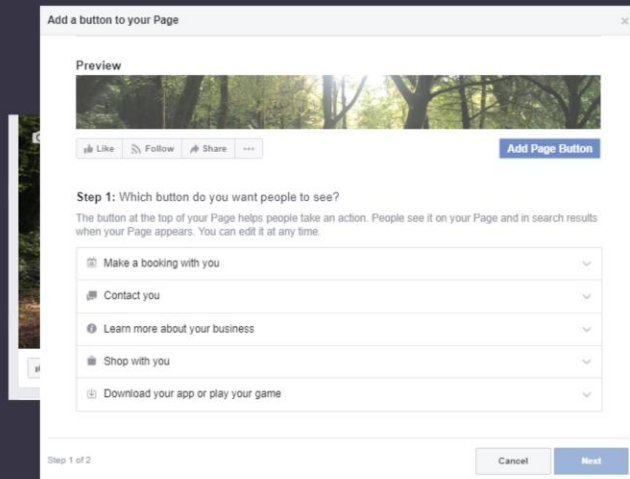 Add a button to your Page
Preview
Like Follow Share
Add Page Button
Step 1: Which button do you want people to see?
The button at the top of your Page helps people take an action. People see it on your Page and in search results
when your Page appears. You can edit it at any time.
Make a booking with you
Contact you
Learn more about your business
Shop with you
Download your app or play your game
Step 1 of 2
Cancel
Next